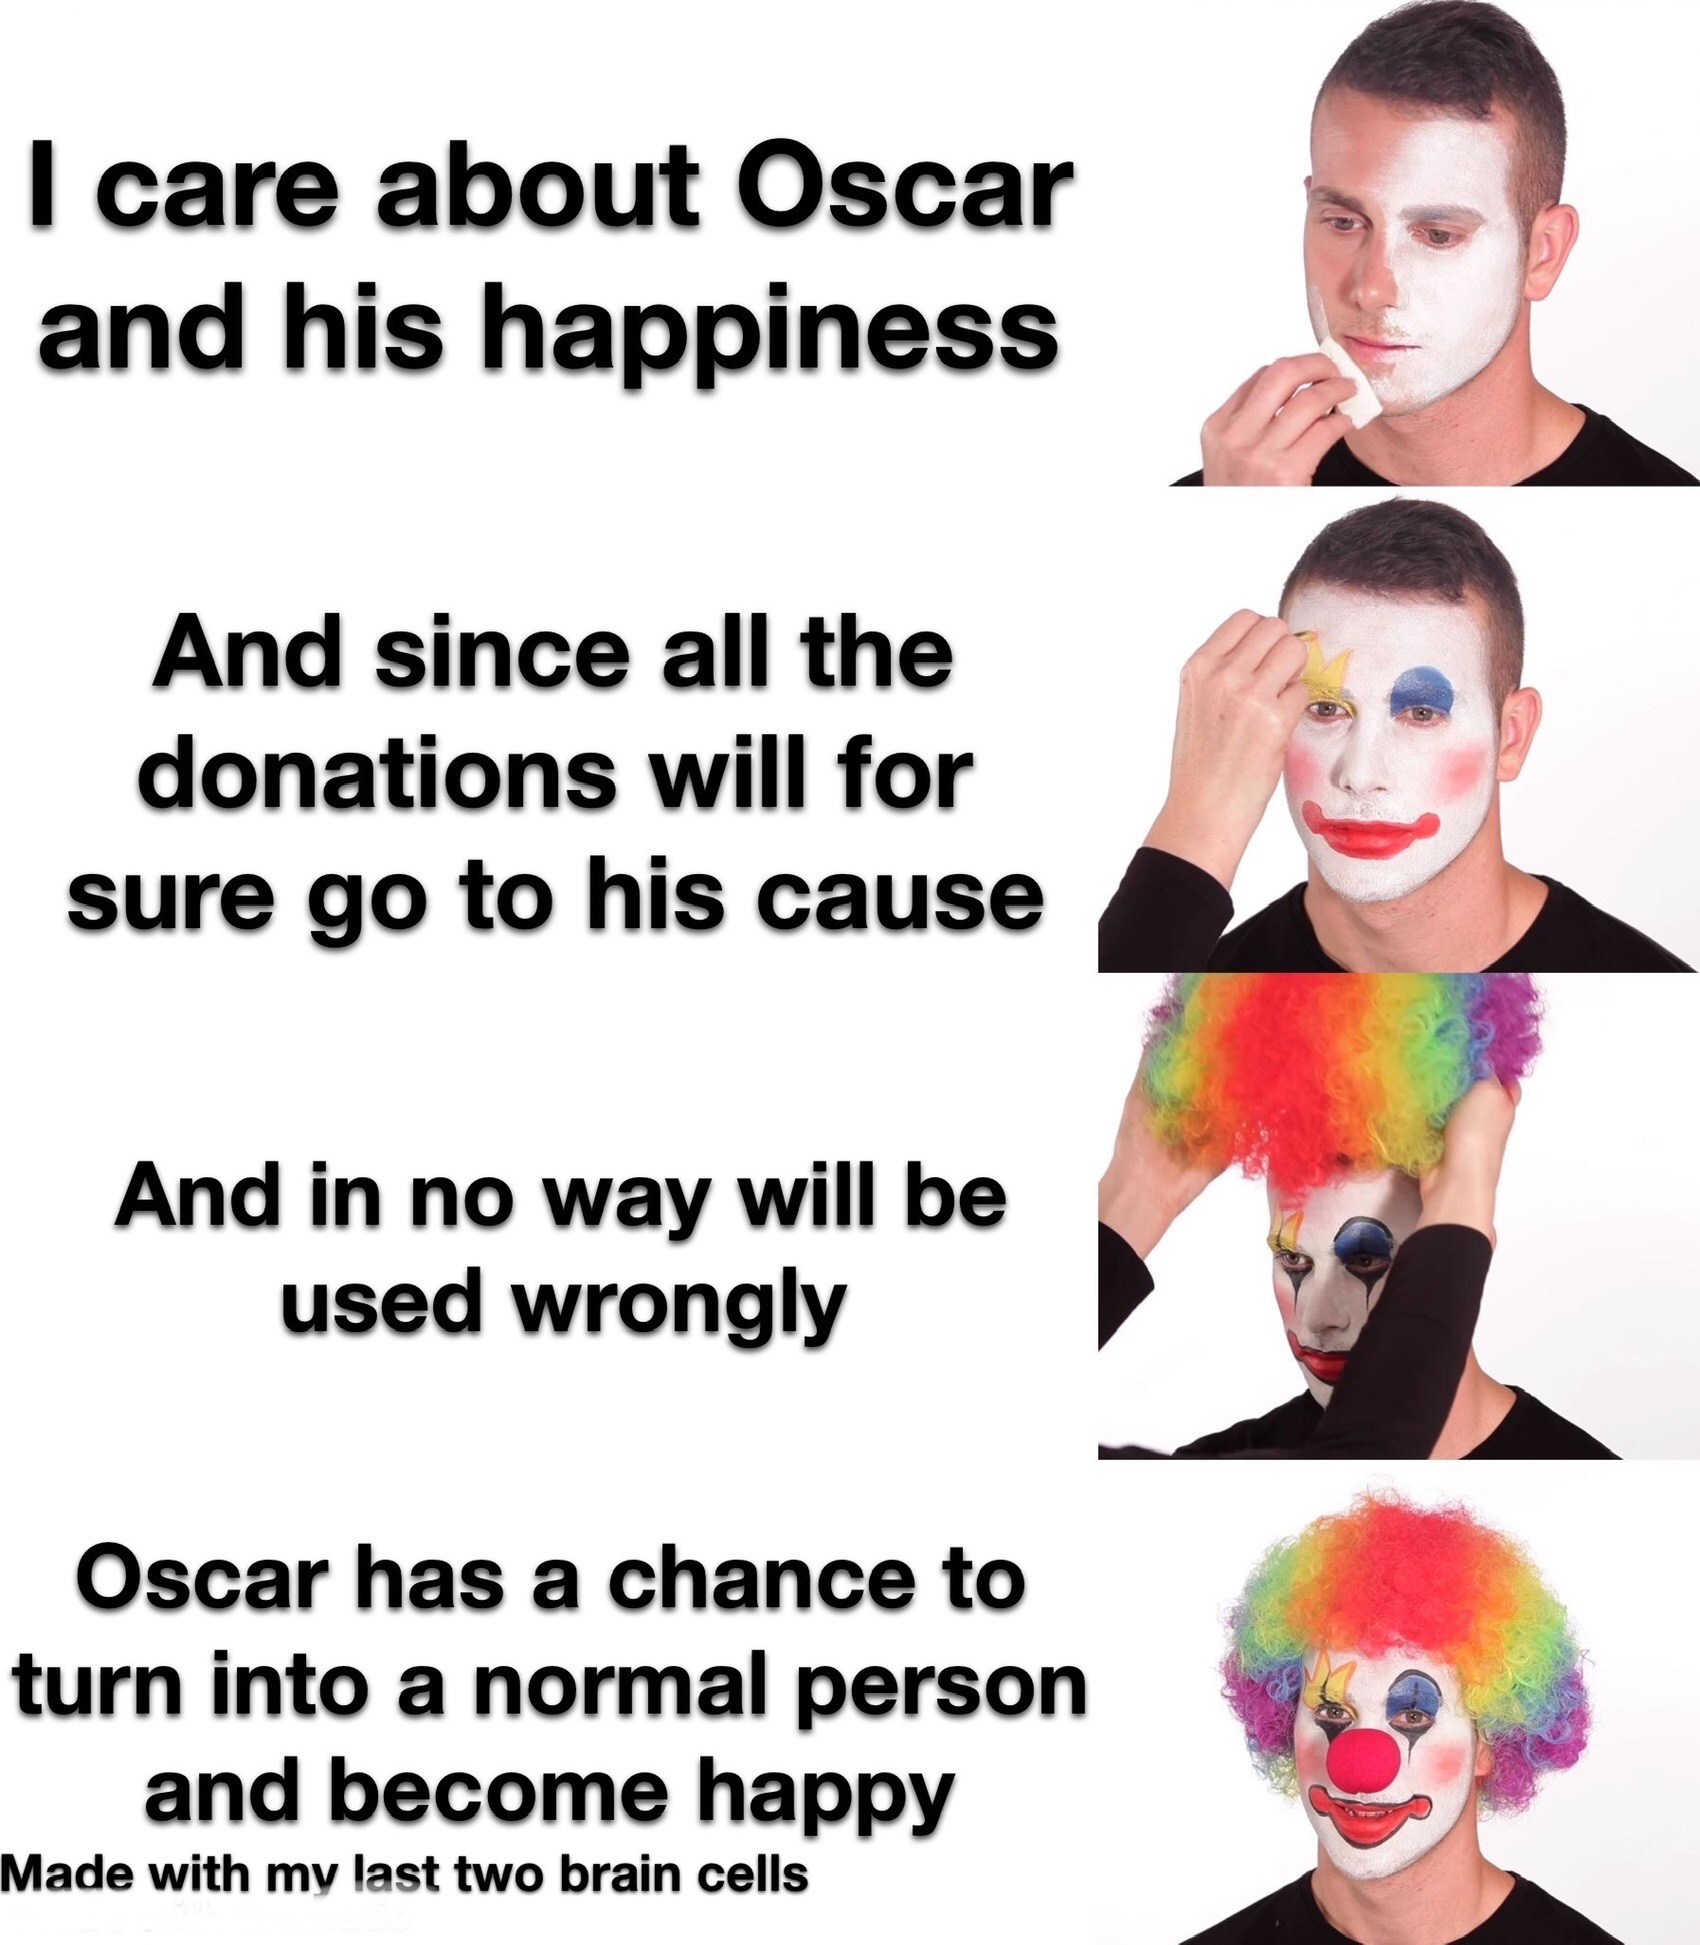 I care about Oscar
and his happiness
And since all the
donations will for
sure go to his cause
And in no way will be
used wrongly
Oscar has a chance to
turn into a normal person
and become happy
Made with my last two brain cells